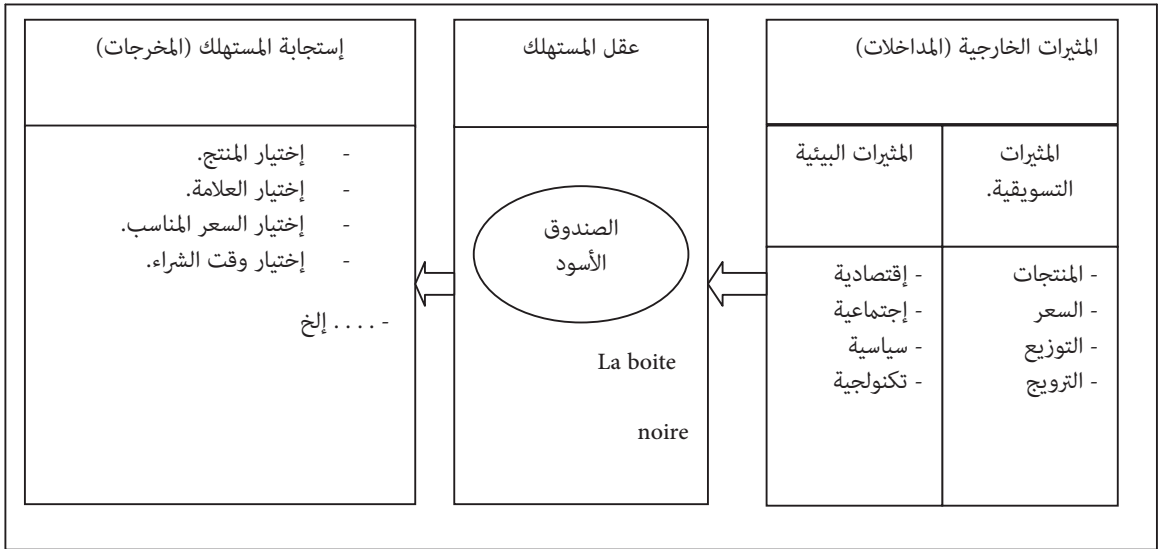 المثيرات الخارجية (المداخلات)
المثيرات
التسويقية.
المثيرات البيئية
- المنتجات
- السعر
- التوزيع
- الترويج
- إقتصادية
- إجتماعية
- سياسية
- تكنولجية
عقل المستهلك
الصندوق
الأسود
La boite
noire
إستجابة المستهلك (المخرجات)
- إختيار المنتج.
- إختيار العلامة.
- إختيار السعر المناسب.
- إختيار وقت الشراء.
- . . . . إلخ